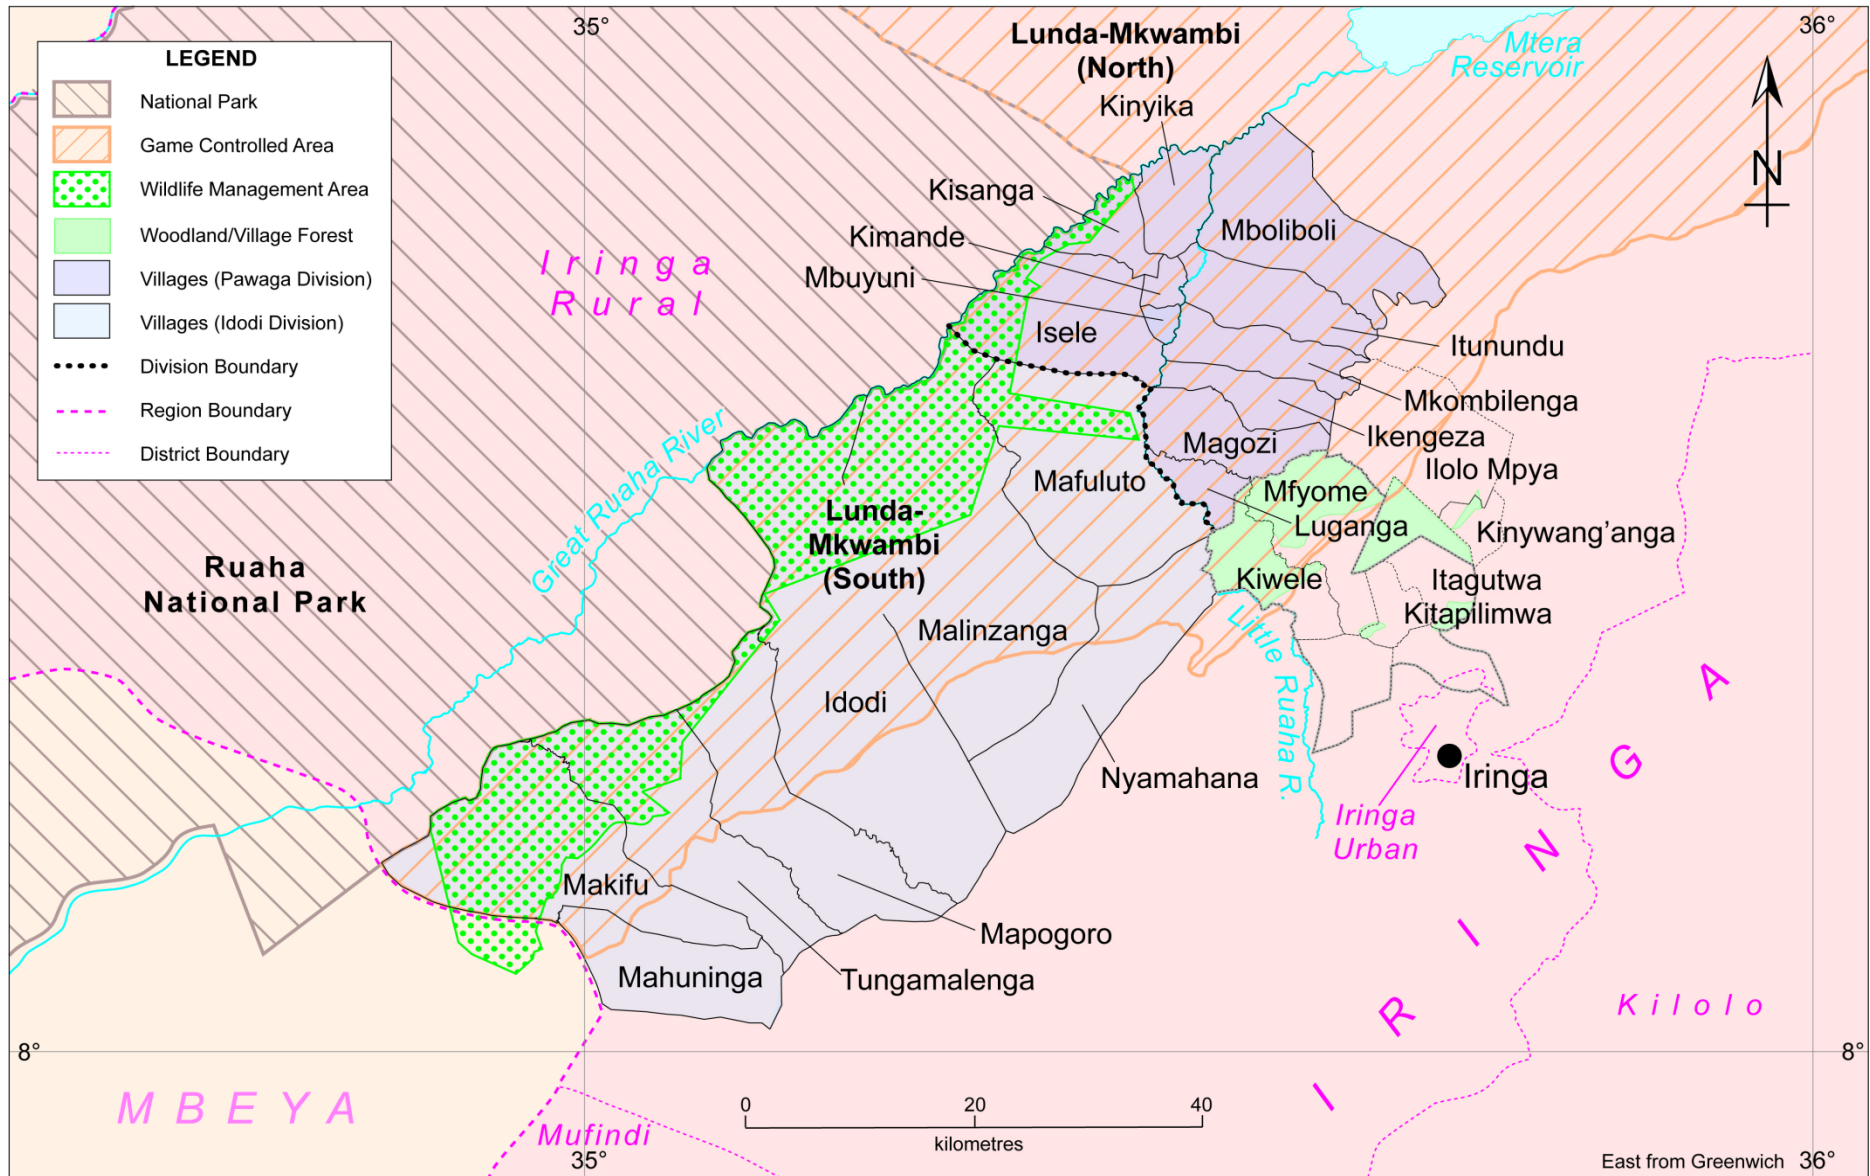 35°
36°
LEGEND
National Park
Game Controlled Area
Wildlife Management Area
Woodland/Village Forest
Villages (Pawaga Division)
Villages (Idodi Division)
Division Boundary
Region Boundary
District Boundary
Lunda-Mkwambi
(North)
Mtera
Reservoir
N
Kinyika
Kisanga
Kimande
Mbuyuni
Mboliboli
Iringa
Rural
Isele
Itunundu
Mkombilenga
Ikengeza
Magozi
Ilolo Mpya
Mafuluto
Mfyome
Luganga
Kinywang'anga
Great Ruaha River
Lunda-
Mkwambi
(South)
Ruaha
National Park
Kiwele
Itagutwa
Kitapilimwa
Malinzanga
Little Ruaha R.
Idodi
Nyamahana
Iringa
Iringa
Urban
IRINGA
Makifu
Mapogoro
Mahuninga
Tungamalenga
Kilolo
8°
8°
MBEYA
Mufindi
0
20
40
kilometres
35°
East from Greenwich
36°